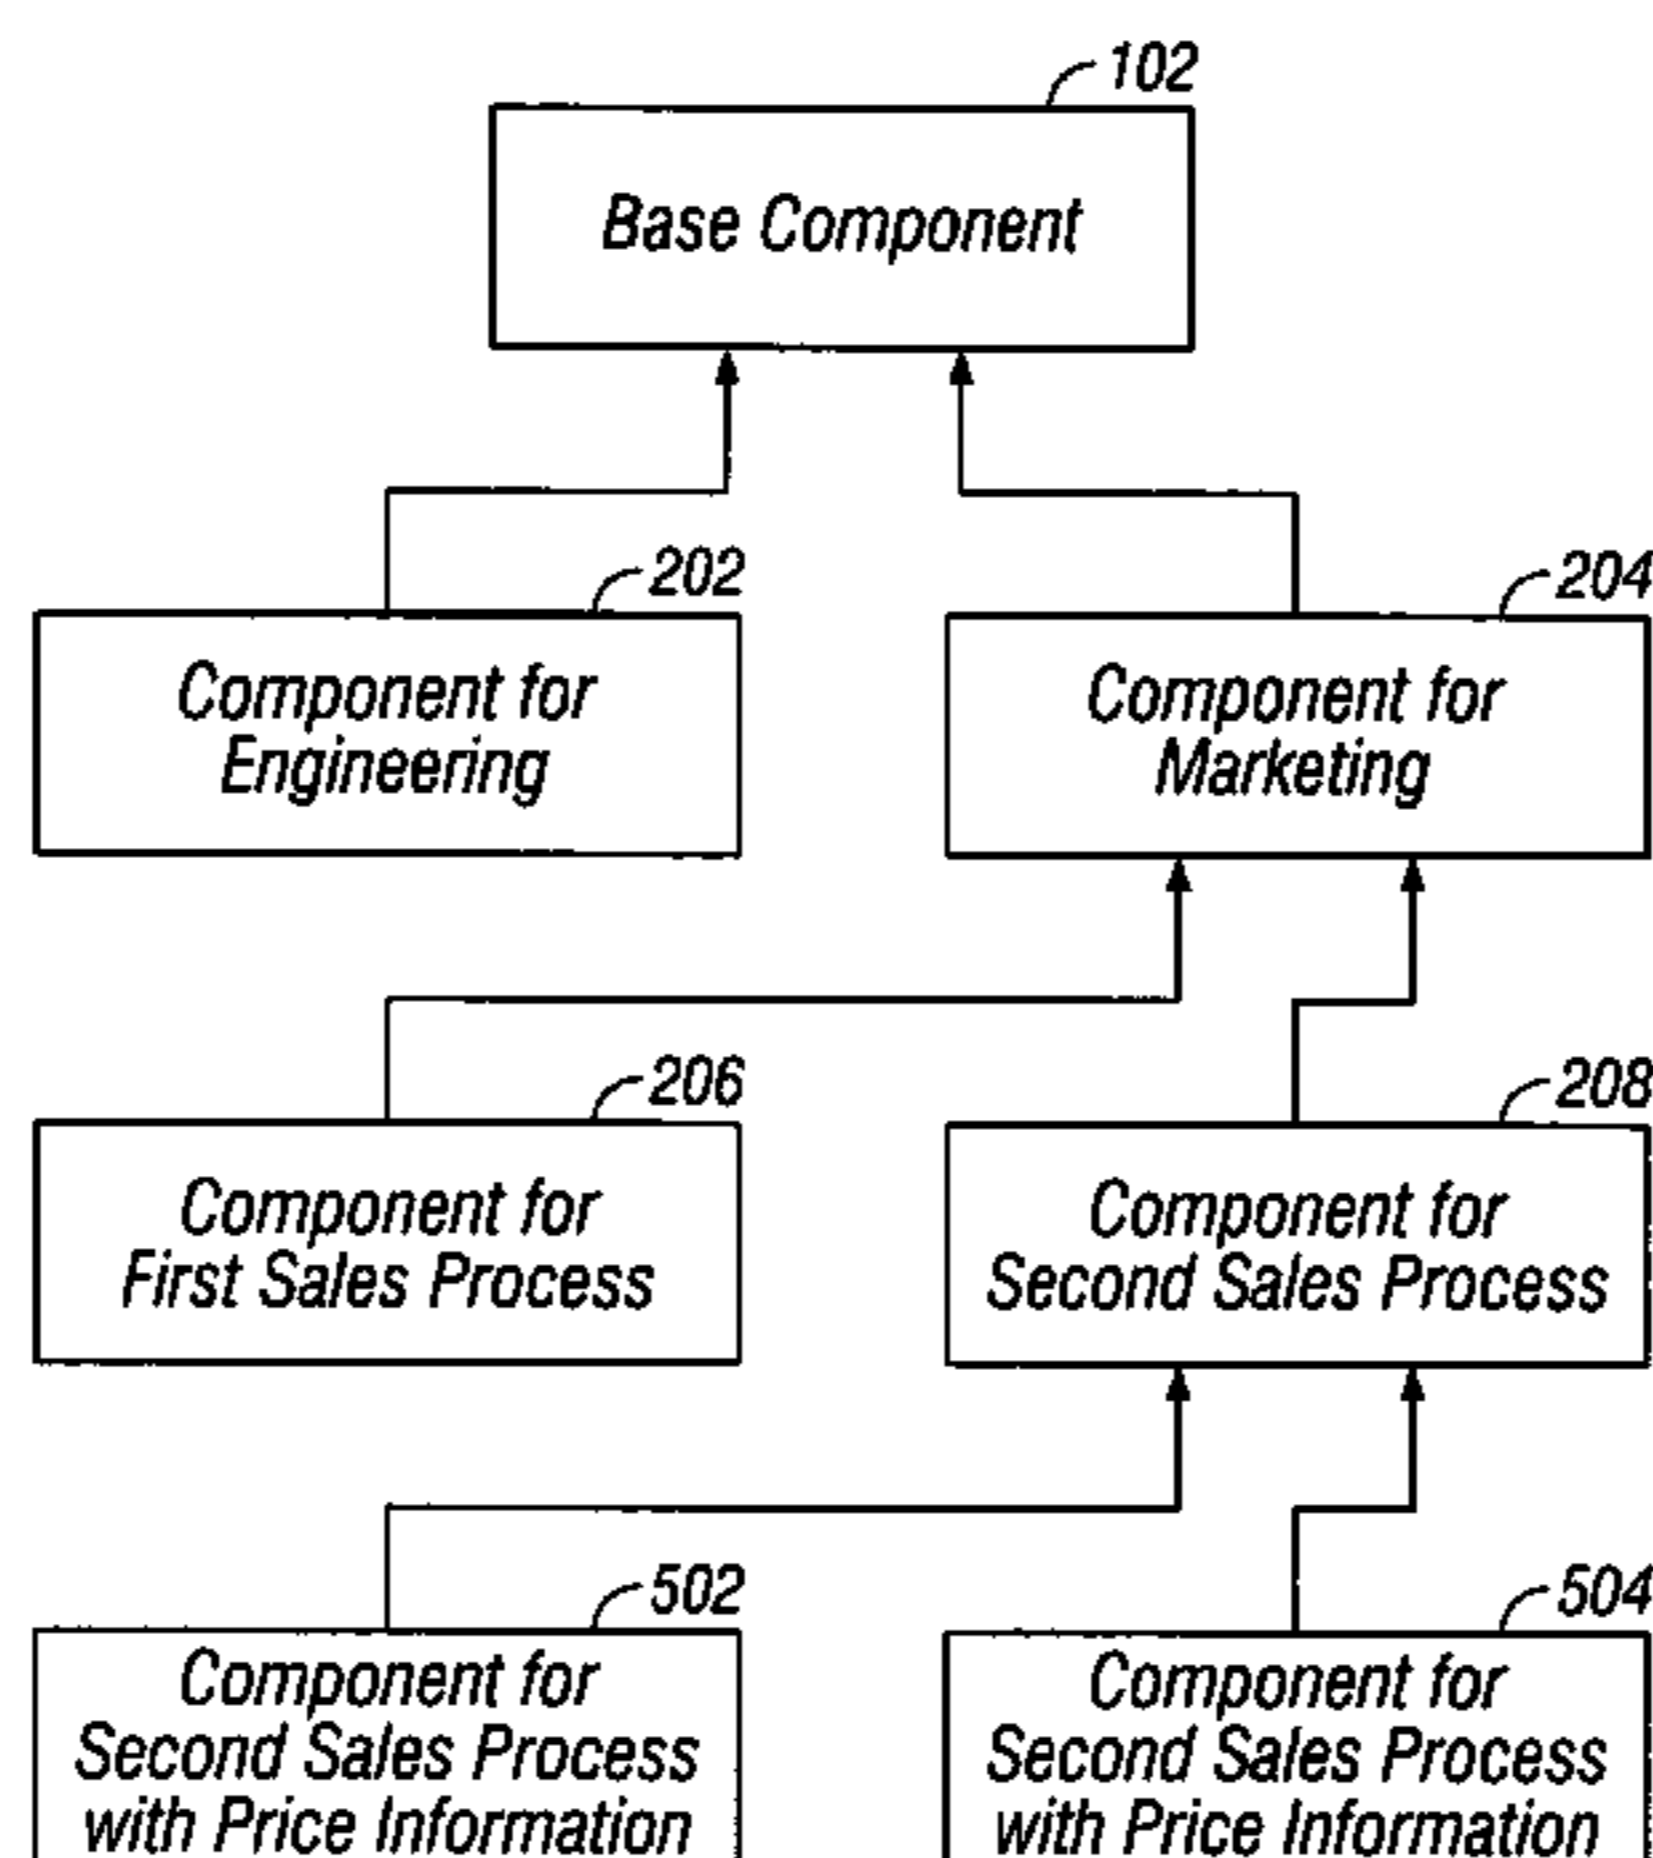 102
Base Component
202
204
Component for
Engineering
Component for
Marketing
206
208
Component for
First Sales Process
Component for
Second Sales Process
502
504
Component for
Second Sales Process
with Price Information
Component for
Second Sales Process
with Price Information